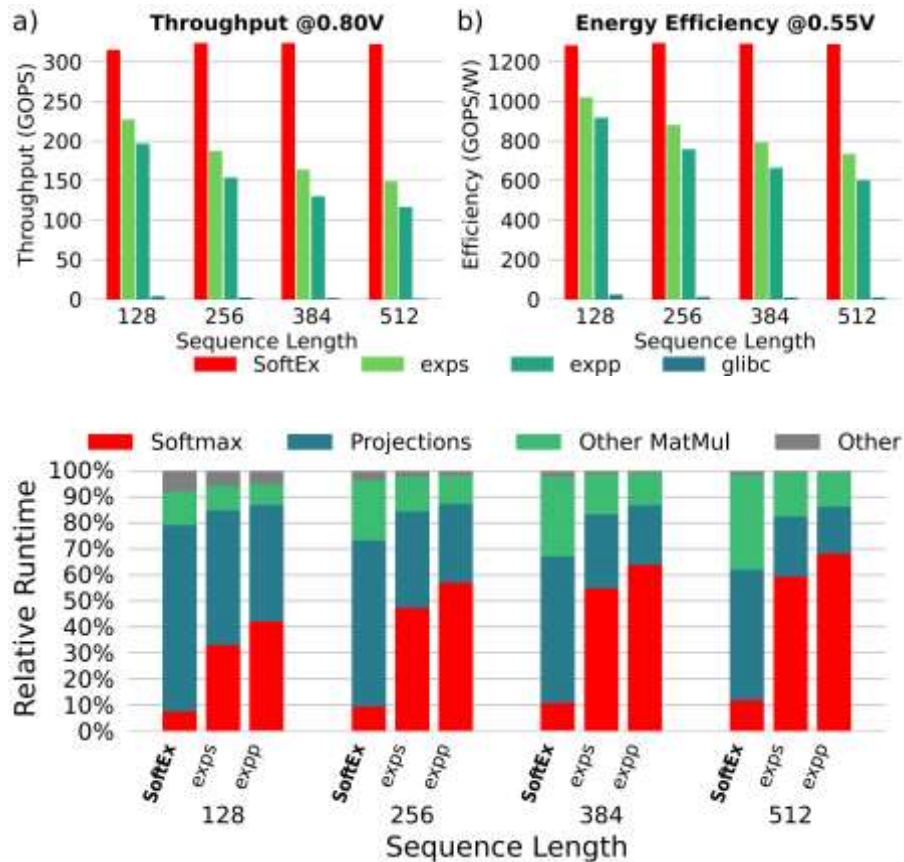 a) Throughput @0.80V
b) Energy Efficiency @0.55V
Throughput (GOPS)
300
250
200
150
100
50
0
128 256 384 512
Sequence Length
Efficiency (GOPS/W)
1200
1000
800
600
400
200
0
128 256 384 512
Sequence Length
SoftEx exps expp glibc
Softmax Projections Other MatMul Other
Relative Runtime
100%
90%
80%
70%
60%
50%
40%
30%
20%
10%
0%
SoftEx exps expp SoftEx exps expp SoftEx exps expp SoftEx exps expp
128 256 384 512
Sequence Length